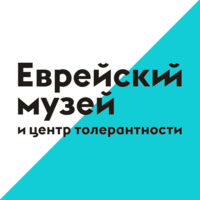 Еврейский
музей
и центр толерантности